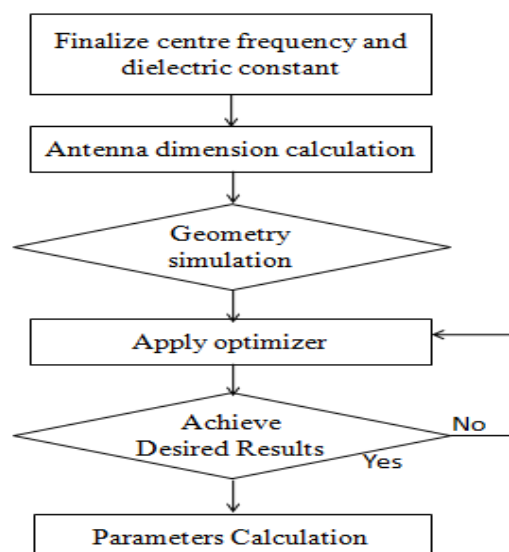 Finalize centre frequency and
dielectric constant
Antenna dimension calculation
Geometry
simulation
Apply optimizer
Achieve
Desired Results
No
Yes
Parameters Calculation